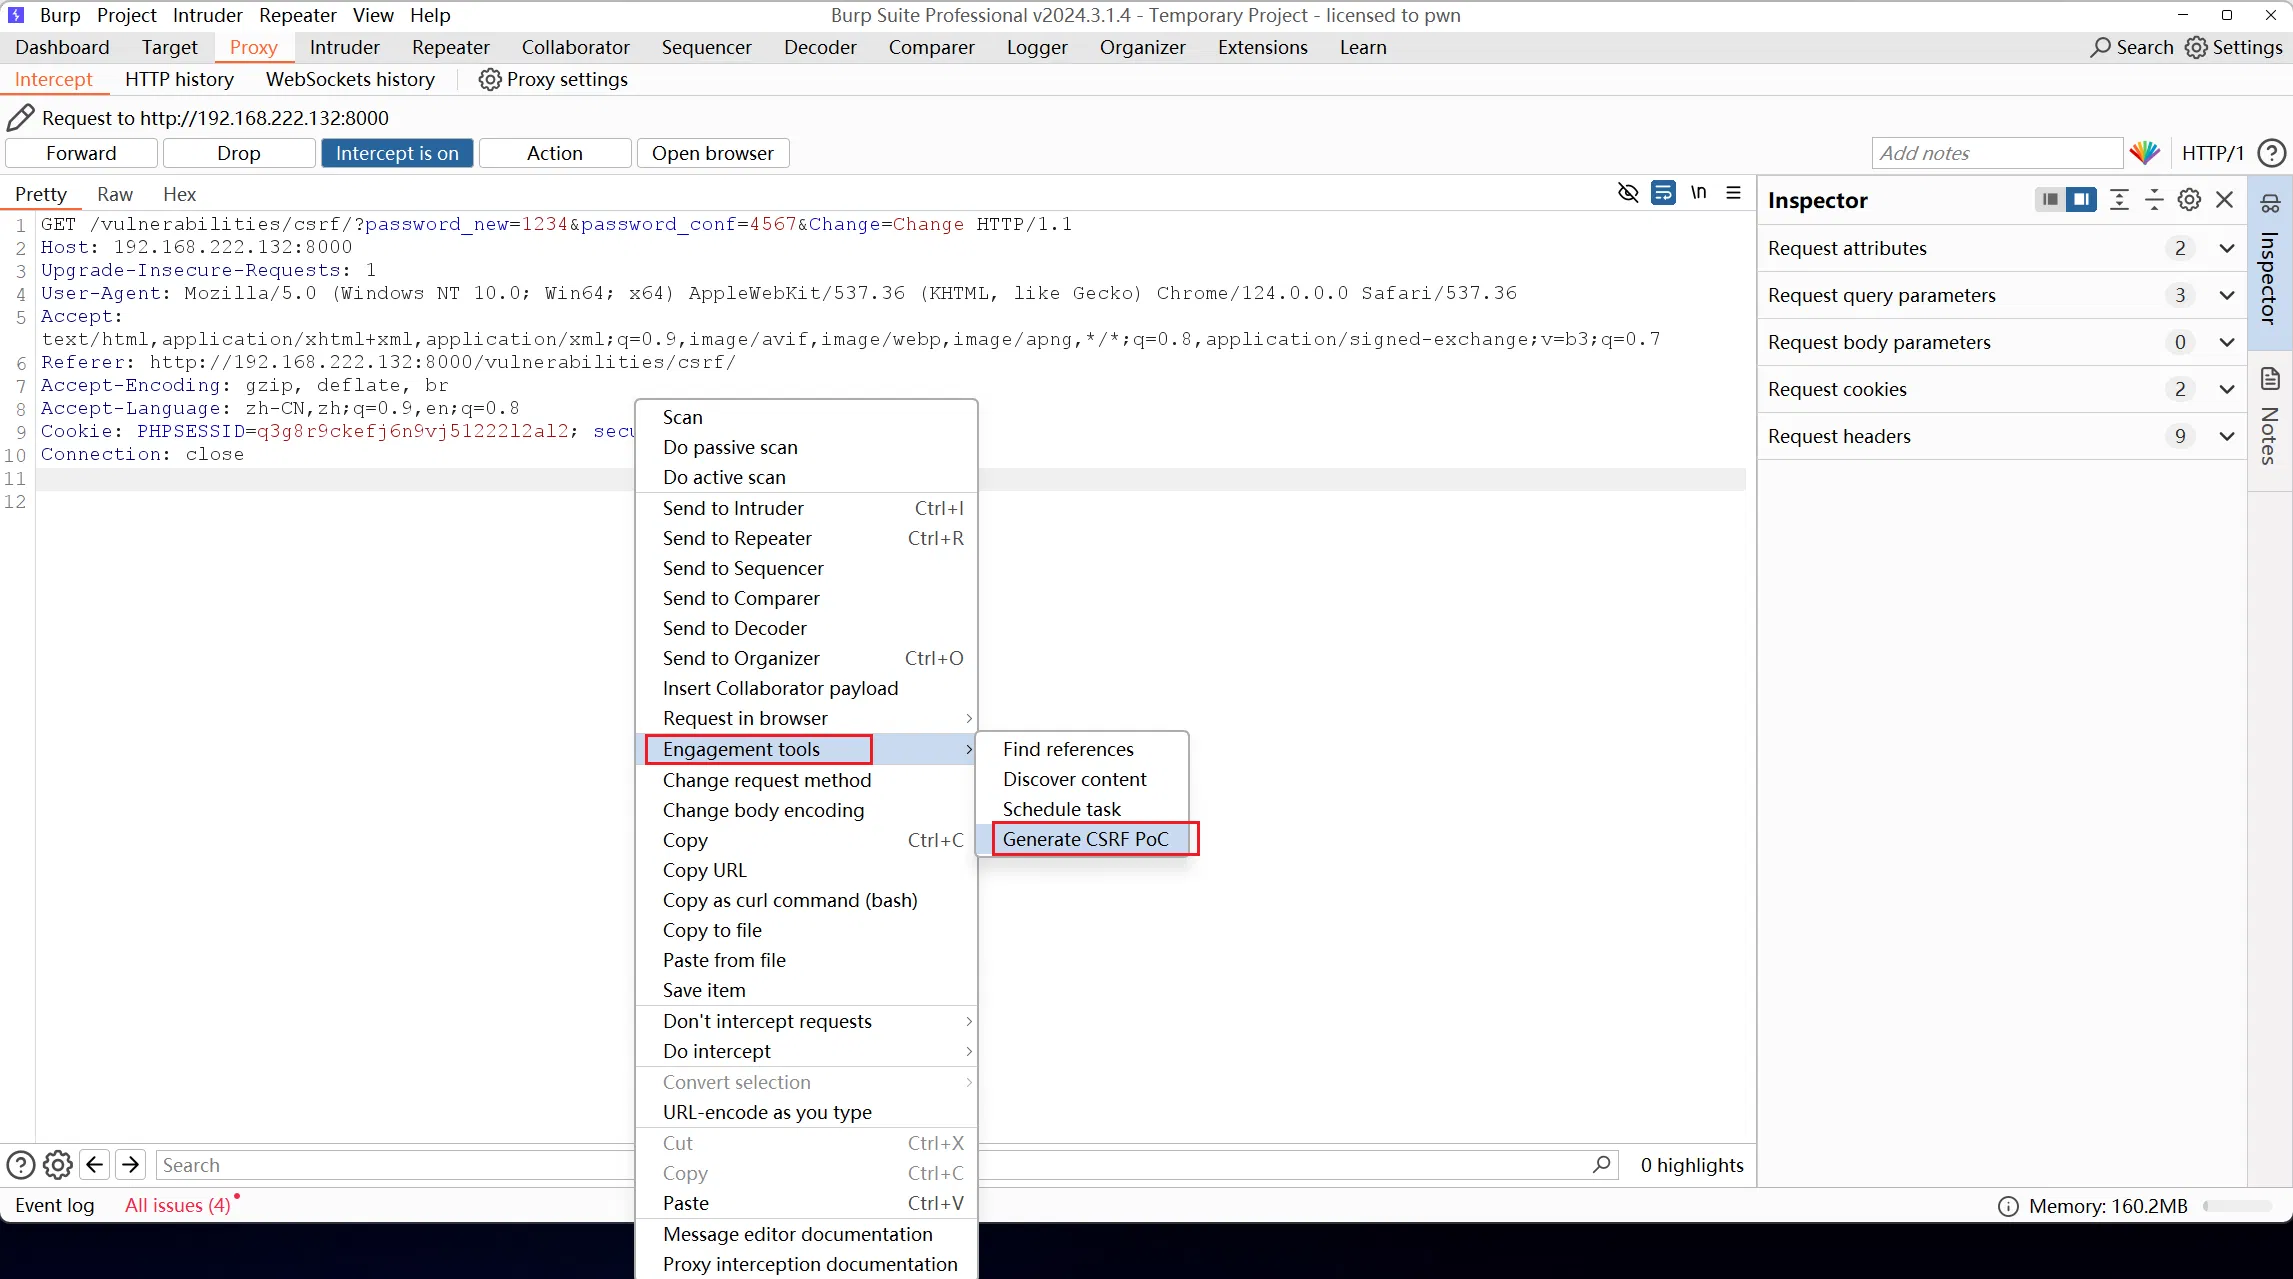 Burp Project Intruder Repeater View Help
Burp Suite Professional v2024.3.1.4 - Temporary Project - licensed to pwn
Dashboard Target Proxy Intruder Repeater Collaborator Sequencer Decoder Comparer Logger Organizer Extensions Learn
Search Settings
Intercept HTTP history WebSockets history Proxy settings
Request to http://192.168.222.132:8000
Forward Drop Intercept is on Action Open browser
Add notes HTTP/1
Pretty Raw Hex
\n
1 GET /vulnerabilities/csrf/?password_new=1234&password_conf=4567&Change=Change HTTP/1.1
2 Host: 192.168.222.132:8000
3 Upgrade-Insecure-Requests: 1
4 User-Agent: Mozilla/5.0 (Windows NT 10.0; Win64; x64) AppleWebKit/537.36 (KHTML, like Gecko) Chrome/124.0.0.0 Safari/537.36
5 Accept:
text/html,application/xhtml+xml,application/xml;q=0.9,image/avif,image/webp,image/apng,*/*;q=0.8,application/signed-exchange;v=b3;q=0.7
6 Referer: http://192.168.222.132:8000/vulnerabilities/csrf/
7 Accept-Encoding: gzip, deflate, br
8 Accept-Language: zh-CN,zh;q=0.9,en;q=0.8
9 Cookie: PHPSESSID=q3g8r9ckefj6n9vj51222l2al2; secu
10 Connection: close
11
12
Scan
Do passive scan
Do active scan
Send to Intruder Ctrl+I
Send to Repeater Ctrl+R
Send to Sequencer
Send to Comparer
Send to Decoder
Send to Organizer Ctrl+O
Insert Collaborator payload
Request in browser
Engagement tools
Change request method
Change body encoding
Copy Ctrl+C
Copy URL
Copy as curl command (bash)
Copy to file
Paste from file
Save item
Don't intercept requests
Do intercept
Convert selection
URL-encode as you type
Cut Ctrl+X
Copy Ctrl+C
Paste Ctrl+V
Message editor documentation
Proxy interception documentation
Find references
Discover content
Schedule task
Generate CSRF PoC
Inspector
Request attributes 2
Request query parameters 3
Request body parameters 0
Request cookies 2
Request headers 9
Inspector
Notes
Search
0 highlights
Event log All issues (4)
Memory: 160.2MB